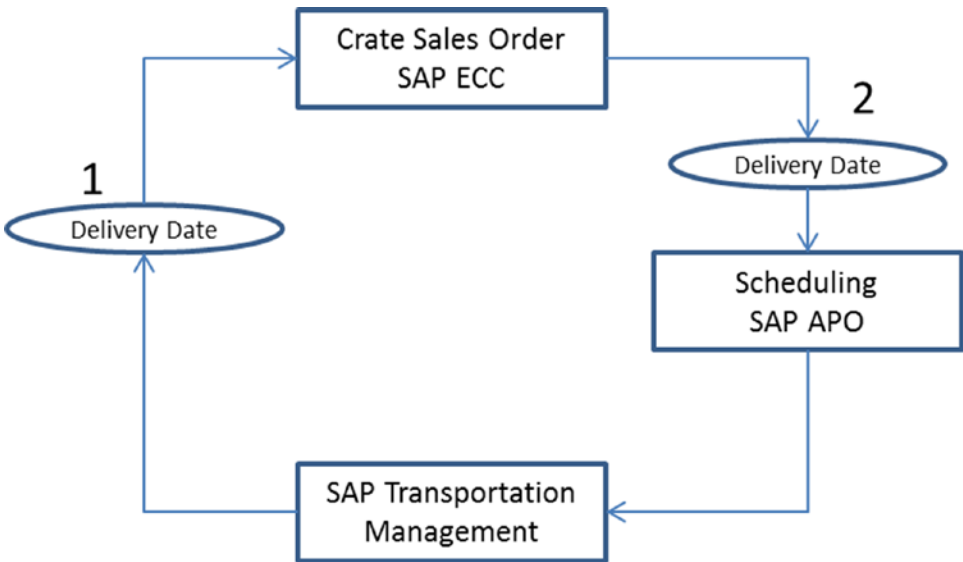 Crate Sales Order
SAP ECC
2
Delivery Date
1
Delivery Date
Scheduling
SAP APO
SAP Transportation
Management